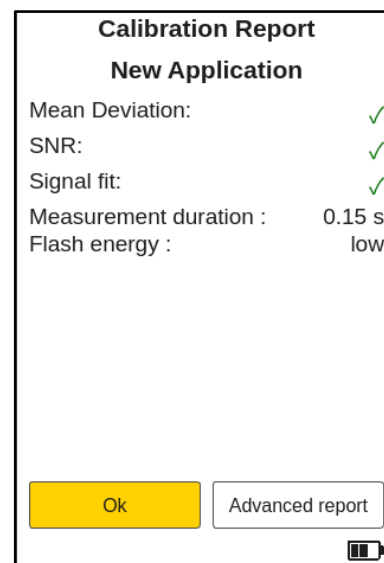 Calibration Report
New Application
Mean Deviation: ✓
SNR: ✓
Signal fit: ✓
Measurement duration : 0.15 s
Flash energy : low
Ok Advanced report